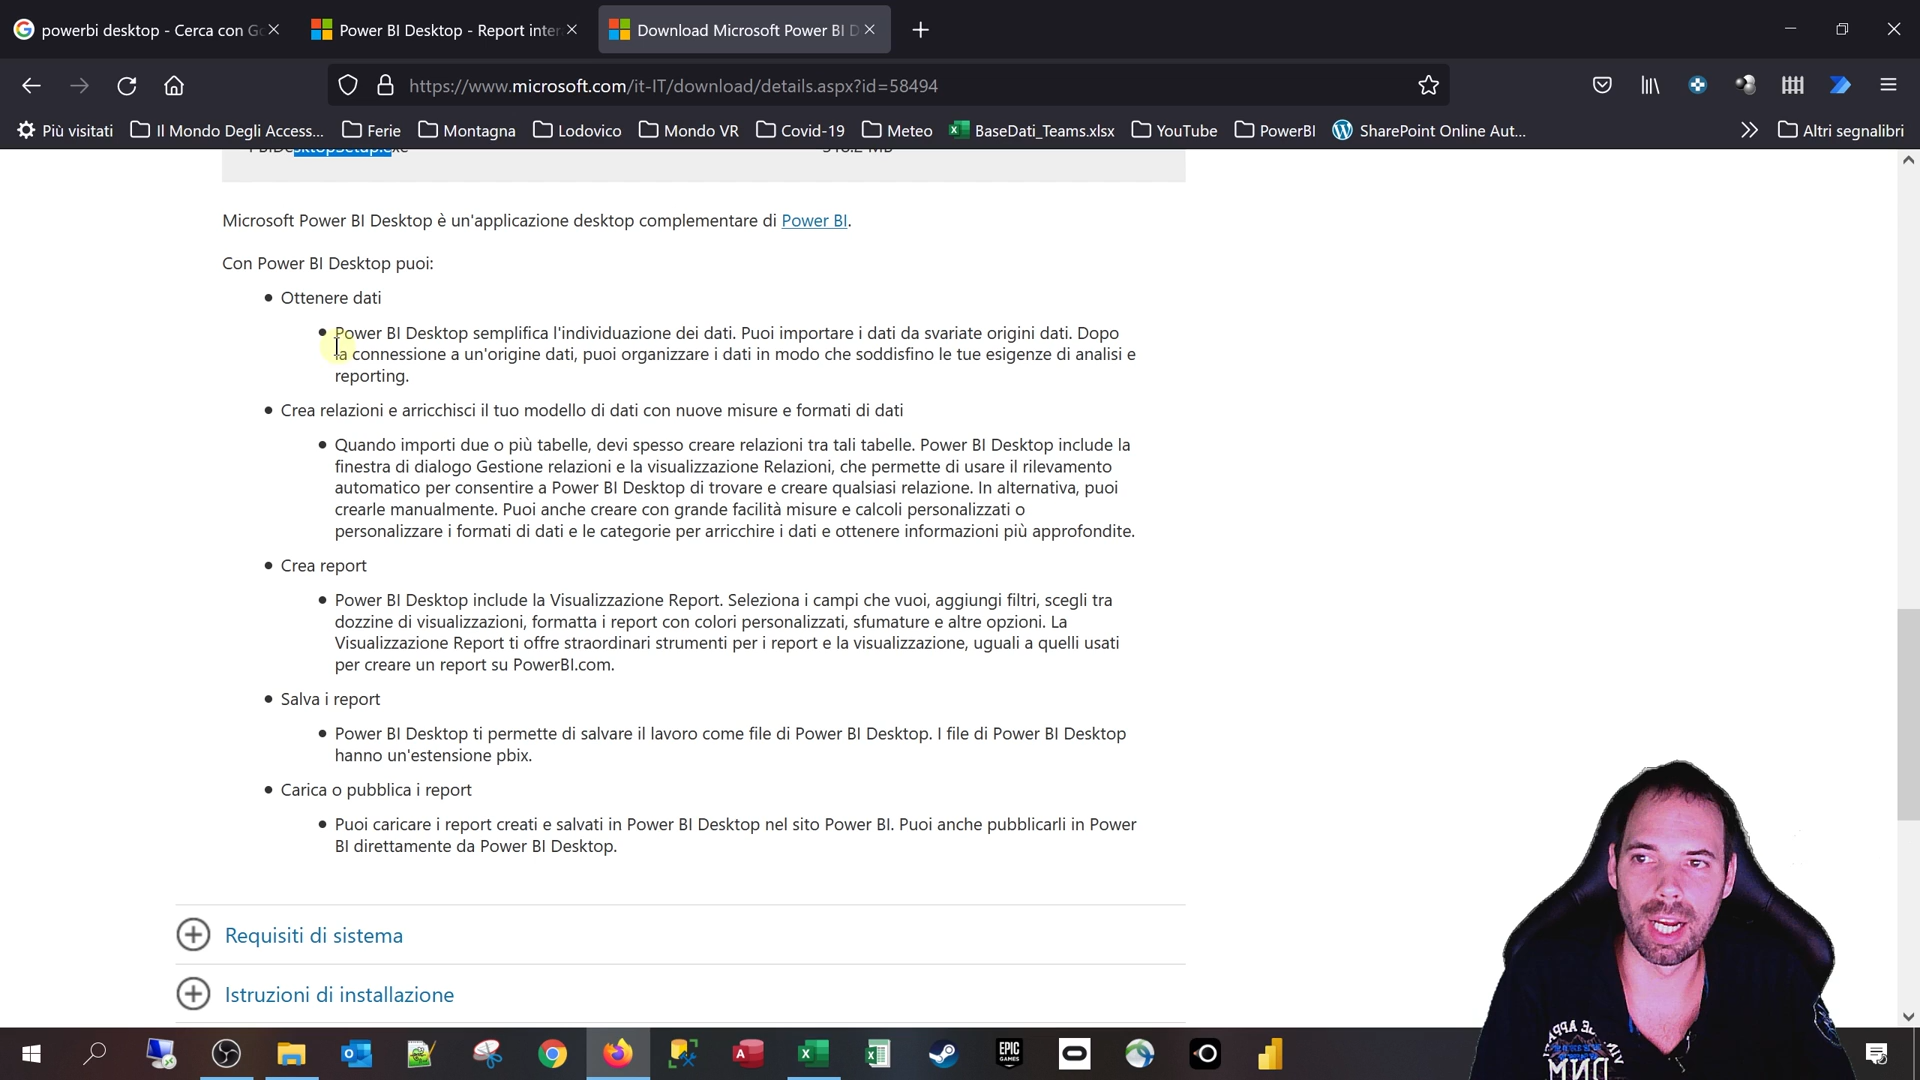 powerbi desktop - Cerca con Go
Power BI Desktop - Report inter
Download Microsoft Power BI D
https://www.microsoft.com/it-IT/download/details.aspx?id=58494
Più visitati
Il Mondo Degli Access...
Ferie
Montagna
Lodovico
Mondo VR
Covid-19
Meteo
BaseDati_Teams.xlsx
YouTube
PowerBI
SharePoint Online Aut...
Altri segnalibri
Microsoft Power BI Desktop è un'applicazione desktop complementare di Power BI.
Con Power BI Desktop puoi:
Ottenere dati
Power BI Desktop semplifica l'individuazione dei dati. Puoi importare i dati da svariate origini dati. Dopo
la connessione a un'origine dati, puoi organizzare i dati in modo che soddisfino le tue esigenze di analisi e
reporting.
Crea relazioni e arricchisci il tuo modello di dati con nuove misure e formati di dati
Quando importi due o più tabelle, devi spesso creare relazioni tra tali tabelle. Power BI Desktop include la
finestra di dialogo Gestione relazioni e la visualizzazione Relazioni, che permette di usare il rilevamento
automatico per consentire a Power BI Desktop di trovare e creare qualsiasi relazione. In alternativa, puoi
crearle manualmente. Puoi anche creare con grande facilità misure e calcoli personalizzati o
personalizzare i formati di dati e le categorie per arricchire i dati e ottenere informazioni più approfondite.
Crea report
Power BI Desktop include la Visualizzazione Report. Seleziona i campi che vuoi, aggiungi filtri, scegli tra
dozzine di visualizzazioni, formatta i report con colori personalizzati, sfumature e altre opzioni. La
Visualizzazione Report ti offre straordinari strumenti per i report e la visualizzazione, uguali a quelli usati
per creare un report su PowerBI.com.
Salva i report
Power BI Desktop ti permette di salvare il lavoro come file di Power BI Desktop. I file di Power BI Desktop
hanno un'estensione pbix.
Carica o pubblica i report
Puoi caricare i report creati e salvati in Power BI Desktop nel sito Power BI. Puoi anche pubblicarli in Power
BI direttamente da Power BI Desktop.
Requisiti di sistema
Istruzioni di installazione
EPIC
GAMES